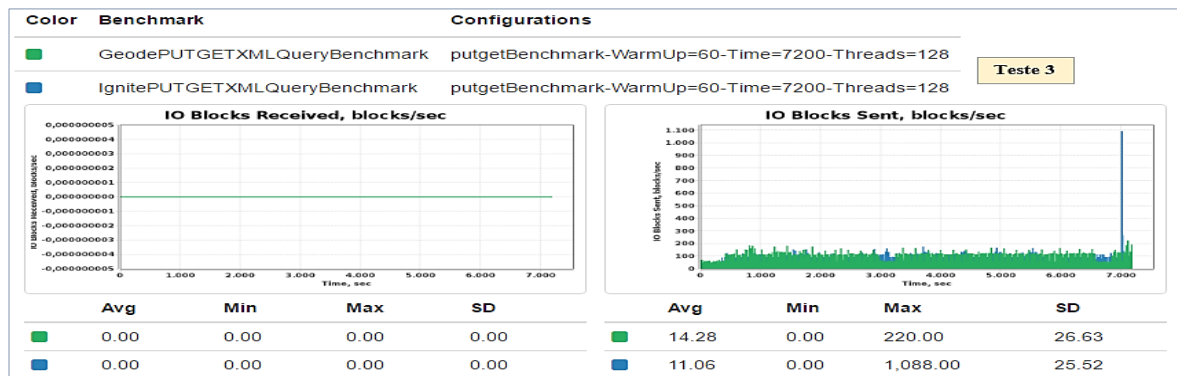 Color Benchmark Configurations
GeodePUTGETXMLQueryBenchmark putgetBenchmark-WarmUp=60-Time=7200-Threads=128
Teste 3
IgnitePUTGETXMLQueryBenchmark putgetBenchmark-WarmUp=60-Time=7200-Threads=128
IO Blocks Received, blocks/sec
0,000000005
0,000000004
0,000000003
0,000000002
0,000000001
0,000000000
-0,000000001
-0,000000002
-0,000000003
-0,000000004
-0,000000005
IO Blocks Received, blocks/sec
0 1.000 2.000 3.000 4.000 5.000 6.000 7.000
Time, sec
Avg Min Max SD
0.00 0.00 0.00 0.00
0.00 0.00 0.00 0.00
IO Blocks Sent, blocks/sec
1.100
1.000
900
800
700
600
500
400
300
200
100
0
IO Blocks Sent, blocks/sec
0 1.000 2.000 3.000 4.000 5.000 6.000 7.000
Time, sec
Avg Min Max SD
14.28 0.00 220.00 26.63
11.06 0.00 1,088.00 25.52